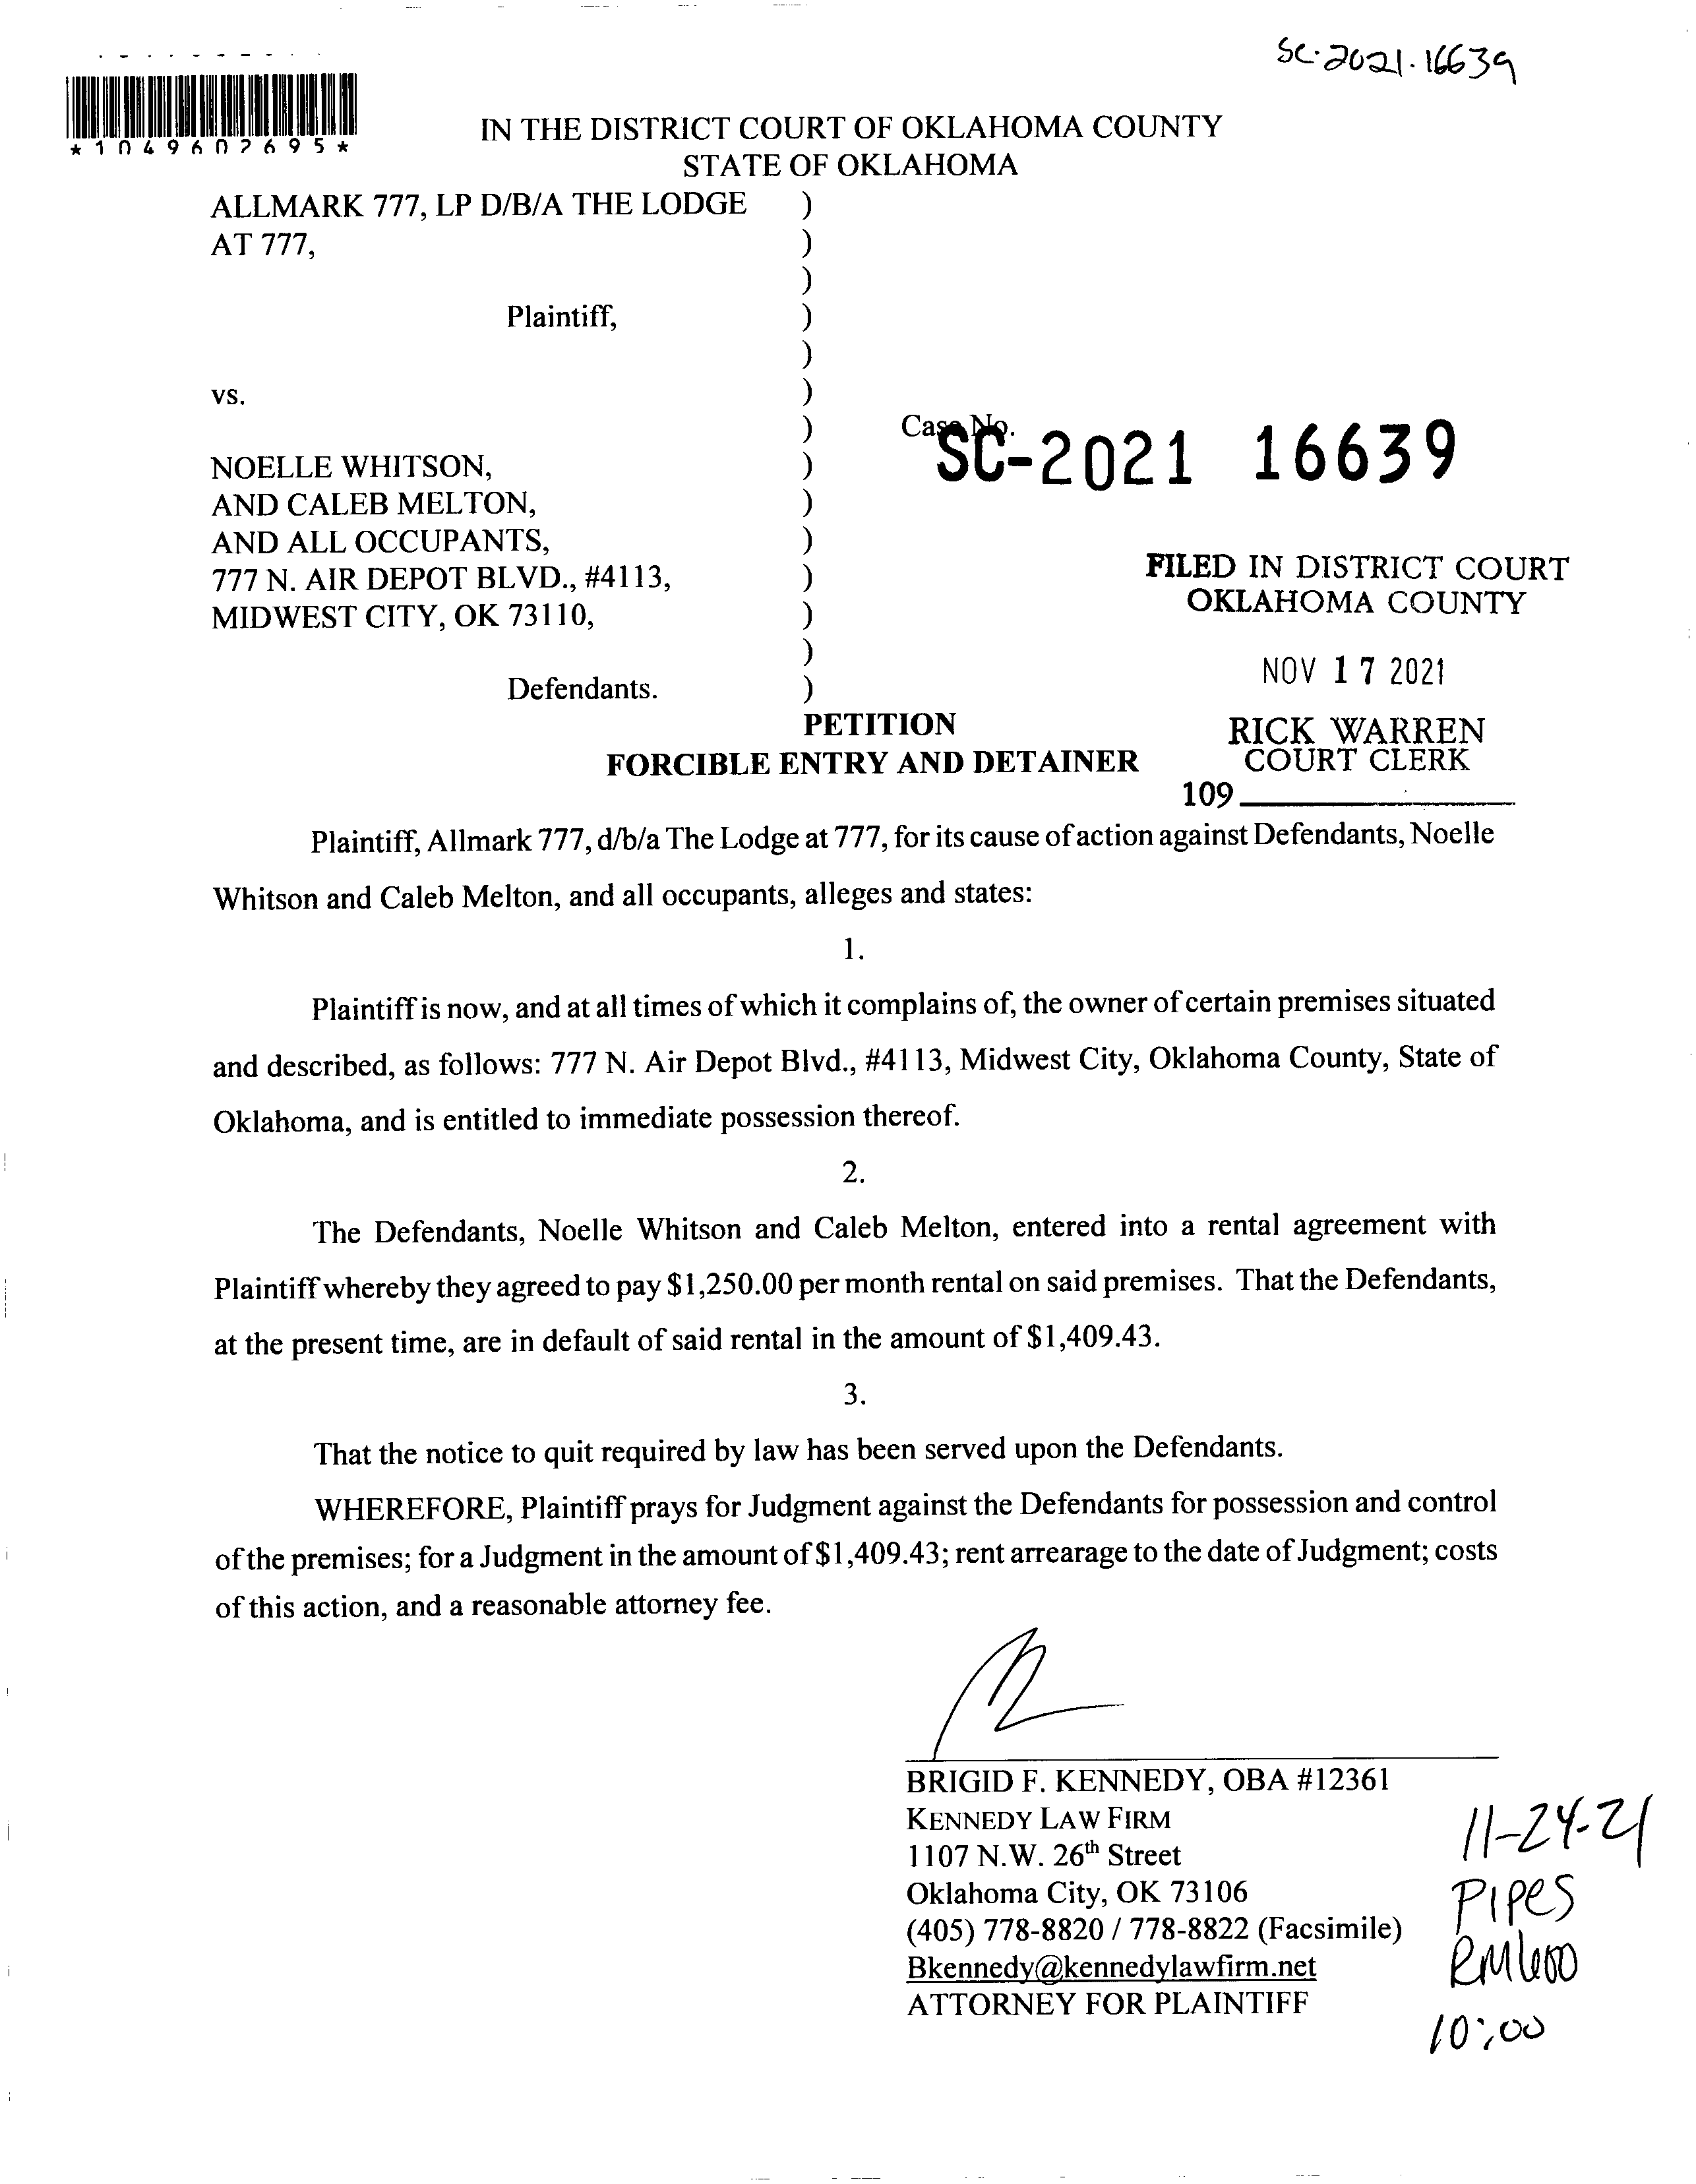 SC-2021-16639
*1049602695*
IN THE DISTRICT COURT OF OKLAHOMA COUNTY
STATE OF OKLAHOMA
ALLMARK 777, LP D/B/A THE LODGE )
AT 777, )
)
Plaintiff, )
)
vs. )
) Case No.
SC-2021 16639
NOELLE WHITSON, )
AND CALEB MELTON, )
AND ALL OCCUPANTS, )
777 N. AIR DEPOT BLVD., #4113, )
MIDWEST CITY, OK 73110, )
)
Defendants. )
FILED IN DISTRICT COURT
OKLAHOMA COUNTY
NOV 17 2021
RICK WARREN
COURT CLERK
109
PETITION
FORCIBLE ENTRY AND DETAINER
Plaintiff, Allmark 777, d/b/a The Lodge at 777, for its cause of action against Defendants, Noelle
Whitson and Caleb Melton, and all occupants, alleges and states:
1.
Plaintiff is now, and at all times of which it complains of, the owner of certain premises situated
and described, as follows: 777 N. Air Depot Blvd., #4113, Midwest City, Oklahoma County, State of
Oklahoma, and is entitled to immediate possession thereof.
2.
The Defendants, Noelle Whitson and Caleb Melton, entered into a rental agreement with
Plaintiff whereby they agreed to pay $1,250.00 per month rental on said premises. That the Defendants,
at the present time, are in default of said rental in the amount of $1,409.43.
3.
That the notice to quit required by law has been served upon the Defendants.
WHEREFORE, Plaintiff prays for Judgment against the Defendants for possession and control
of the premises; for a Judgment in the amount of $1,409.43; rent arrearage to the date of Judgment; costs
of this action, and a reasonable attorney fee.
BRIGID F. KENNEDY, OBA #12361
KENNEDY LAW FIRM
1107 N.W. 26th Street
Oklahoma City, OK 73106
(405) 778-8820 / 778-8822 (Facsimile)
Bkennedy@kennedylawfirm.net
ATTORNEY FOR PLAINTIFF
11-24-21
PIPES
RM600
10:00